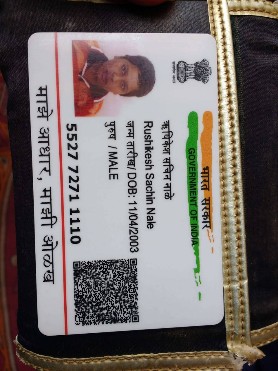 भारत सरकार
GOVERNMENT OF INDIA
ऋषिकेश सचिन नाळे
Rushikesh Sachin Nale
जन्म तारीख / DOB: 11/04/2003
पुरुष / MALE
5527 7271 1110
माझे आधार, माझी ओळख